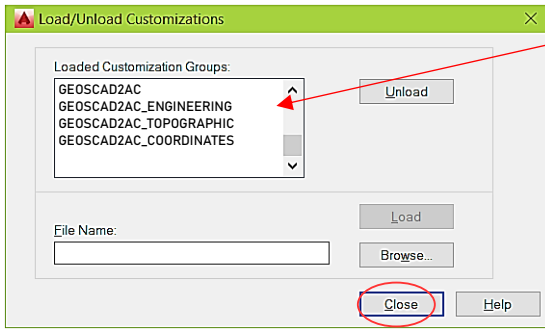 Load/Unload Customizations
Loaded Customization Groups:
GEOSCAD2AC
GEOSCAD2AC_ENGINEERING
GEOSCAD2AC_TOPOGRAPHIC
GEOSCAD2AC_COORDINATES
Unload
Load
File Name:
Browse...
Close
Help